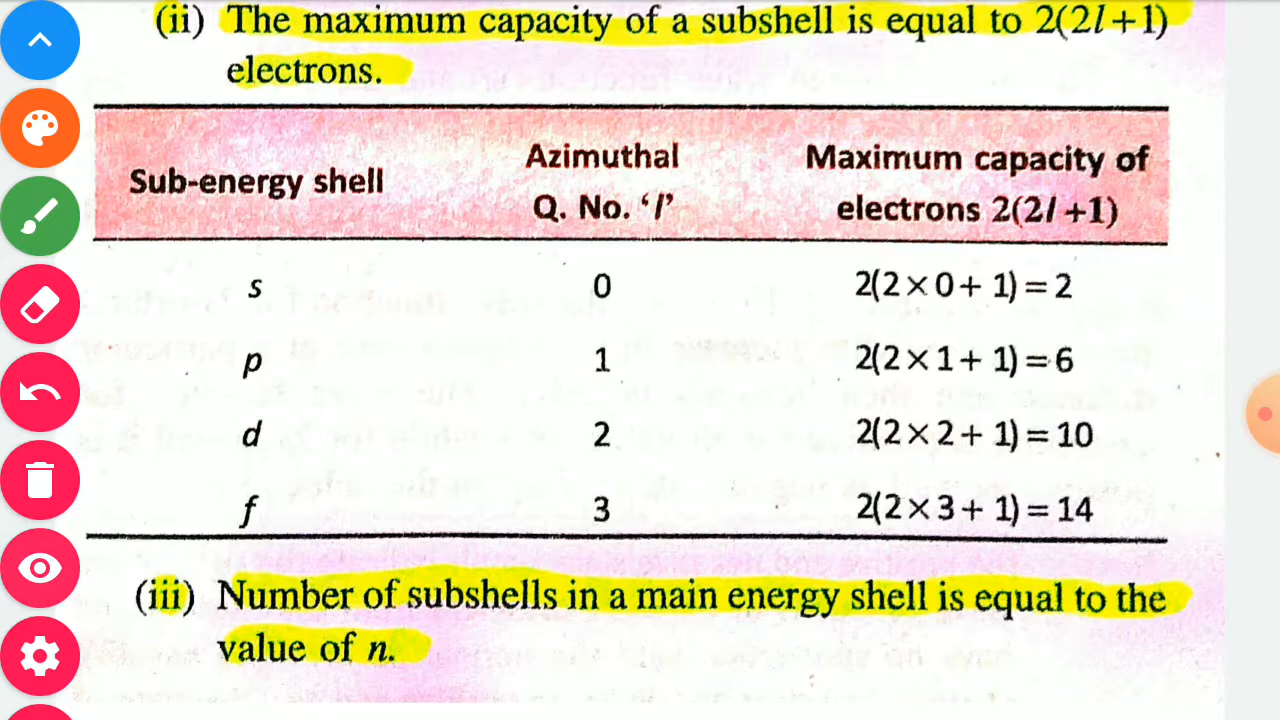 (ii) The maximum capacity of a subshell is equal to 2(2l+1)
electrons.
Sub-energy shell Azimuthal Q. No. ‘l’ Maximum capacity of electrons 2(2l +1)
s 0 2(2×0+ 1)=2
p 1 2(2×1+ 1)=6
d 2 2(2×2+ 1)=10
f 3 2(2×3+ 1)=14
(iii) Number of subshells in a main energy shell is equal to the
value of n.